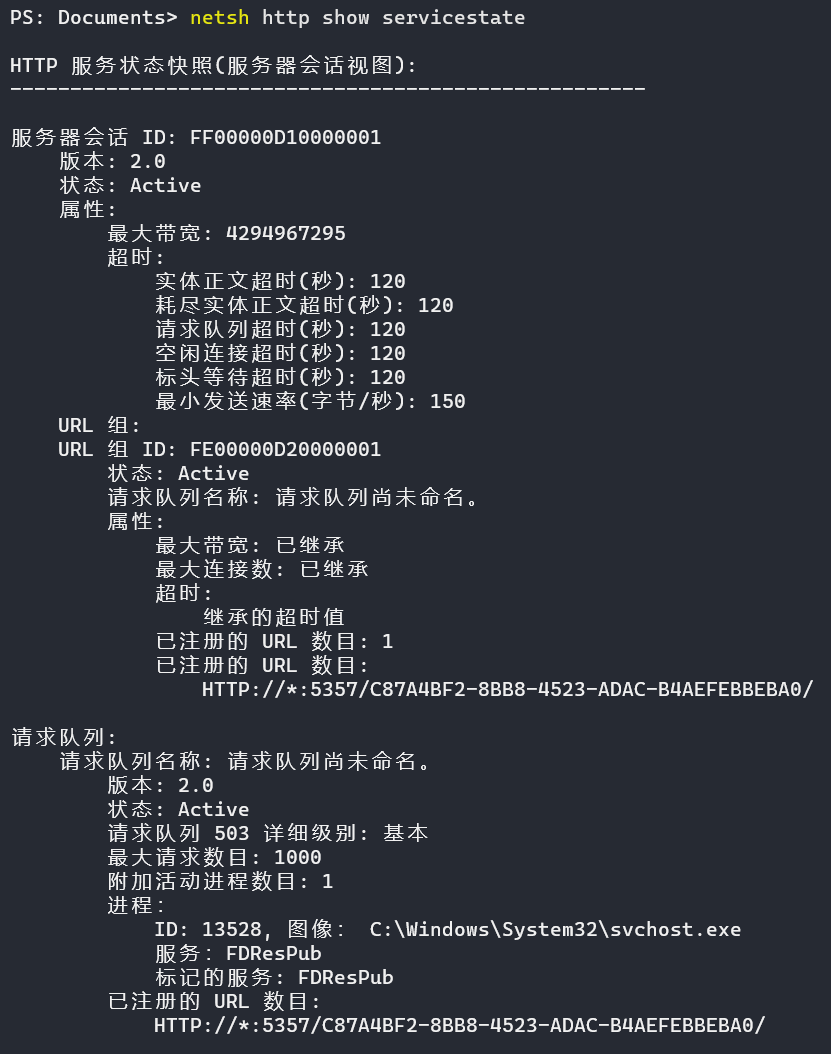 PS: Documents> netsh http show servicestate
HTTP 服务状态快照(服务器会话视图):
-----------------------------------------------------
服务器会话 ID: FF00000D10000001
版本: 2.0
状态: Active
属性:
最大带宽: 4294967295
超时:
实体正文超时(秒): 120
耗尽实体正文超时(秒): 120
请求队列超时(秒): 120
空闲连接超时(秒): 120
标头等待超时(秒): 120
最小发送速率(字节/秒): 150
URL 组:
URL 组 ID: FE00000D20000001
状态: Active
请求队列名称: 请求队列尚未命名。
属性:
最大带宽: 已继承
最大连接数: 已继承
超时:
继承的超时值
已注册的 URL 数目: 1
已注册的 URL 数目:
HTTP://*:5357/C87A4BF2-8BB8-4523-ADAC-B4AEFEBBEBA0/
请求队列:
请求队列名称: 请求队列尚未命名。
版本: 2.0
状态: Active
请求队列 503 详细级别: 基本
最大请求数目: 1000
附加活动进程数目: 1
进程:
ID: 13528, 图像: C:\Windows\System32\svchost.exe
服务: FDResPub
标记的服务: FDResPub
已注册的 URL 数目:
HTTP://*:5357/C87A4BF2-8BB8-4523-ADAC-B4AEFEBBEBA0/